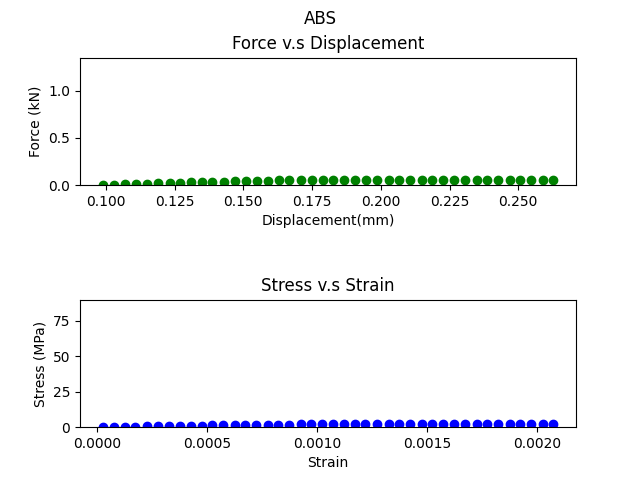 ABS
Force v.s Displacement
1.0
0.5
0.0
Force (kN)
0.100 0.125 0.150 0.175 0.200 0.225 0.250
Displacement(mm)
Stress v.s Strain
75
50
25
0
Stress (MPa)
0.0000 0.0005 0.0010 0.0015 0.0020
Strain